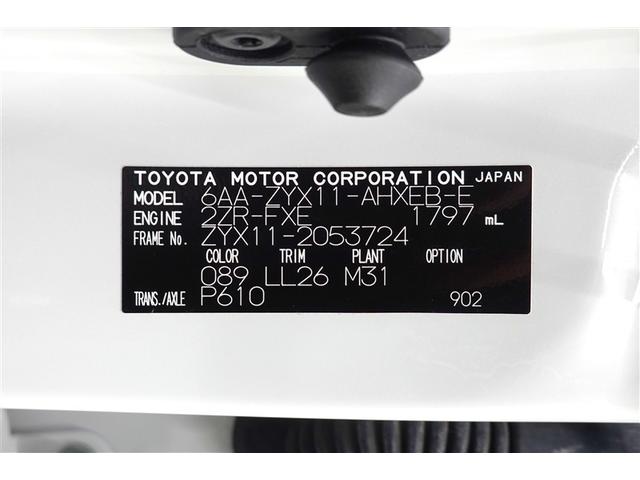 TOYOTA MOTOR CORPORATION JAPAN
MODEL 6AA-ZYX11-AHXEB-E
ENGINE 2ZR-FXE 1797 mL
FRAME No. ZYX11-2053724
COLOR TRIM PLANT OPTION
089 LL26 M31
TRANS./AXLE P610 902